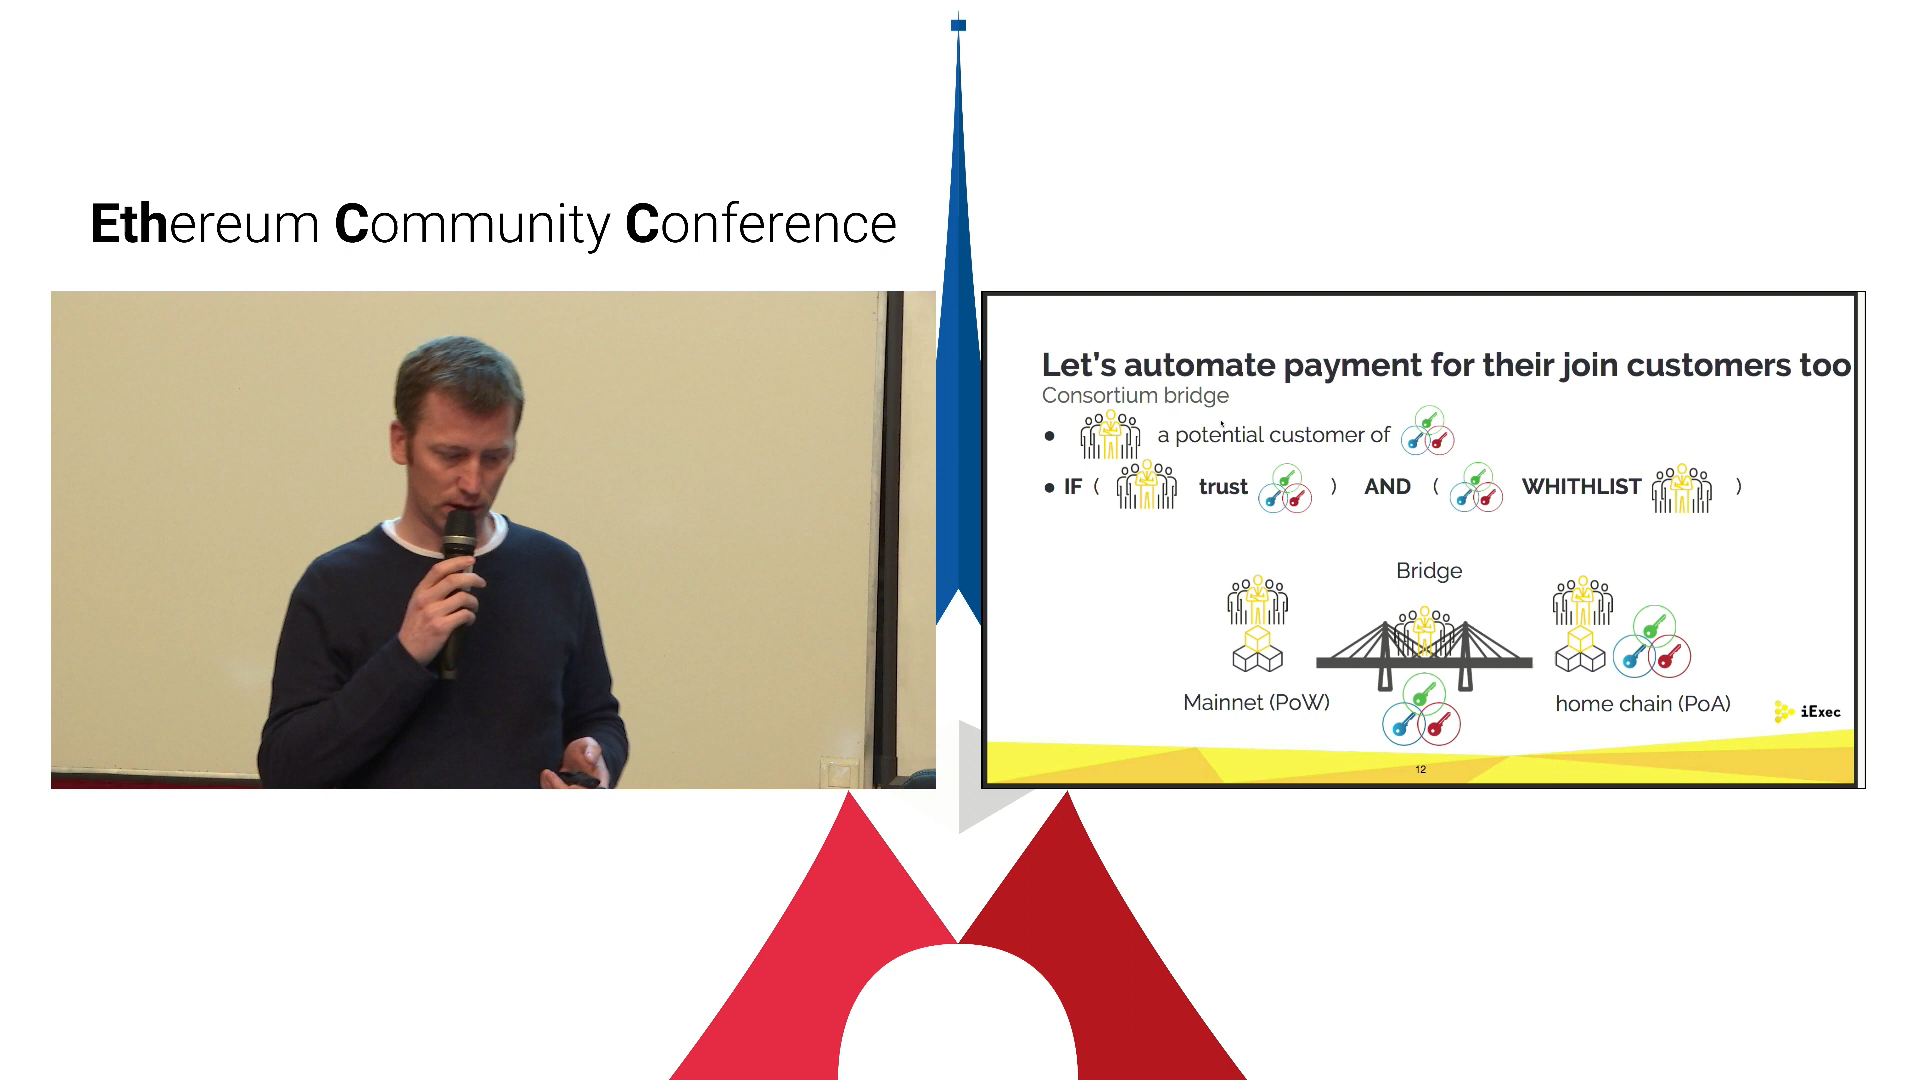 Ethereum Community Conference
Let's automate payment for their join customers too
Consortium bridge
● a potential customer of
● IF ( trust ) AND ( WHITHLIST )
Bridge
Mainnet (PoW)
home chain (PoA)
iExec
12